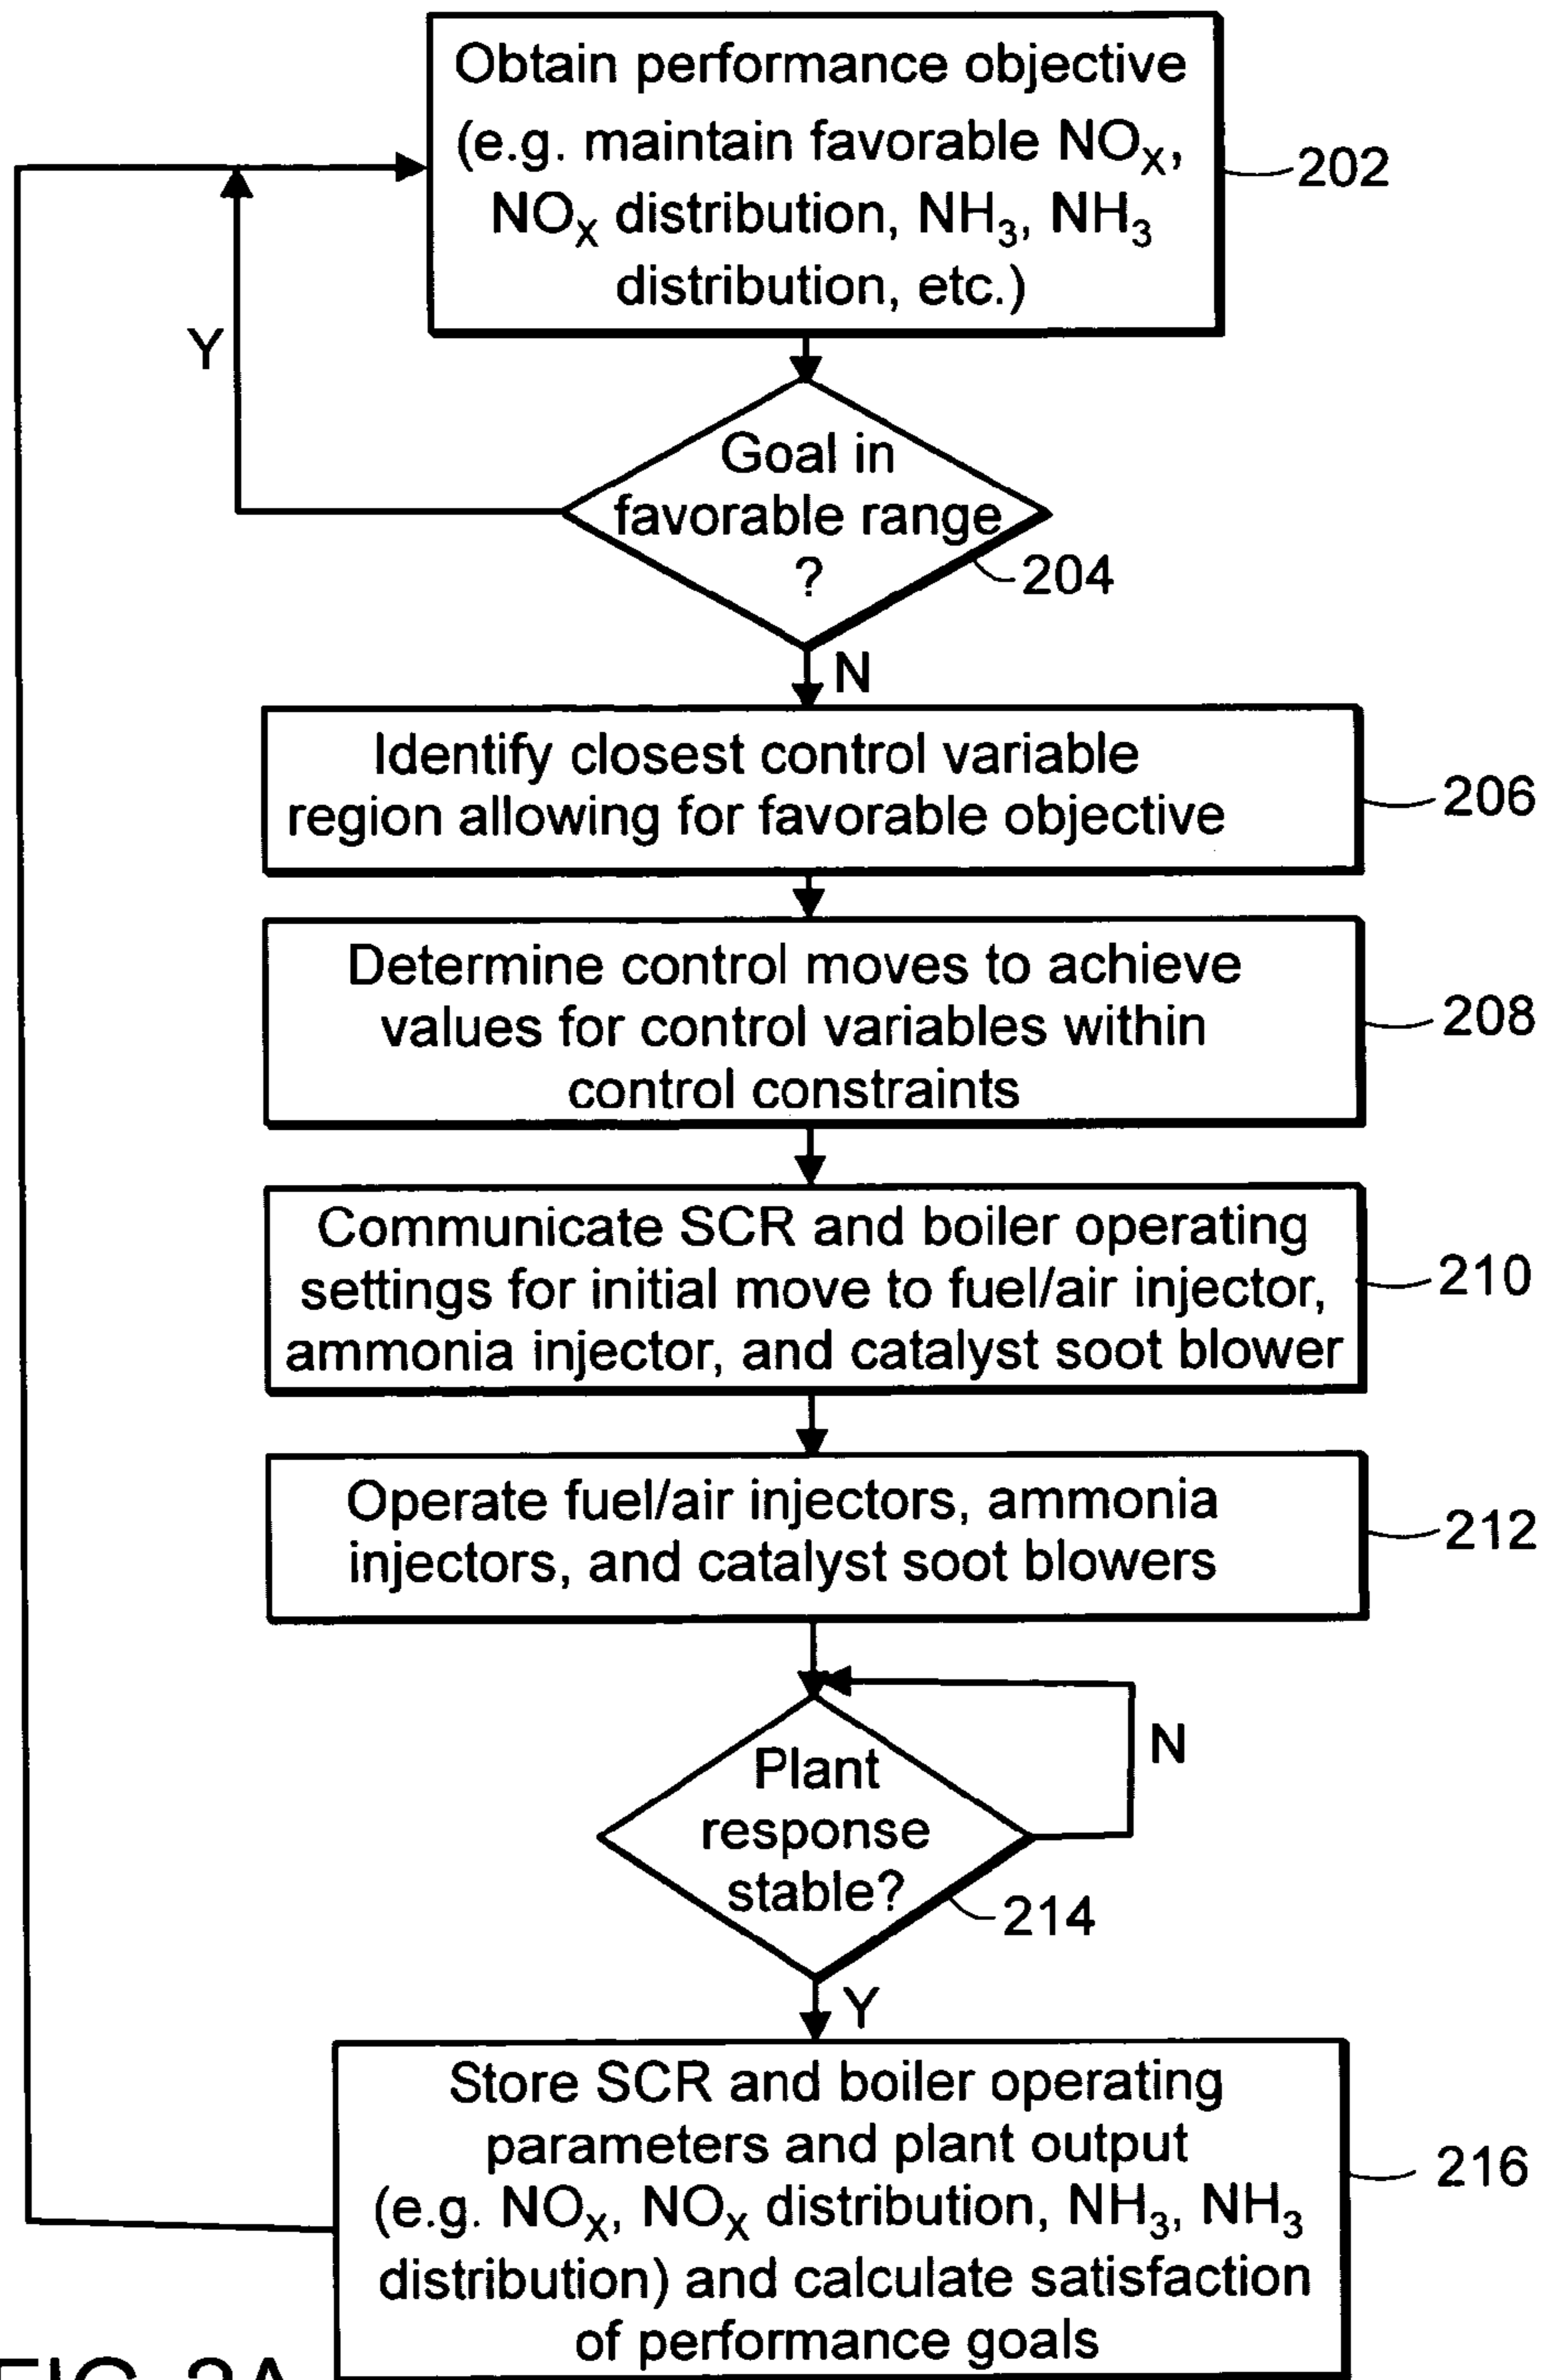 Obtain performance objective
(e.g. maintain favorable NOX,
NOX distribution, NH3, NH3
distribution, etc.)
202
Y
Goal in
favorable range
?
204
N
Identify closest control variable
region allowing for favorable objective
206
Determine control moves to achieve
values for control variables within
control constraints
208
Communicate SCR and boiler operating
settings for initial move to fuel/air injector,
ammonia injector, and catalyst soot blower
210
Operate fuel/air injectors, ammonia
injectors, and catalyst soot blowers
212
Plant
response
stable?
N
214
Y
Store SCR and boiler operating
parameters and plant output
(e.g. NOX, NOX distribution, NH3, NH3
distribution) and calculate satisfaction
of performance goals
216